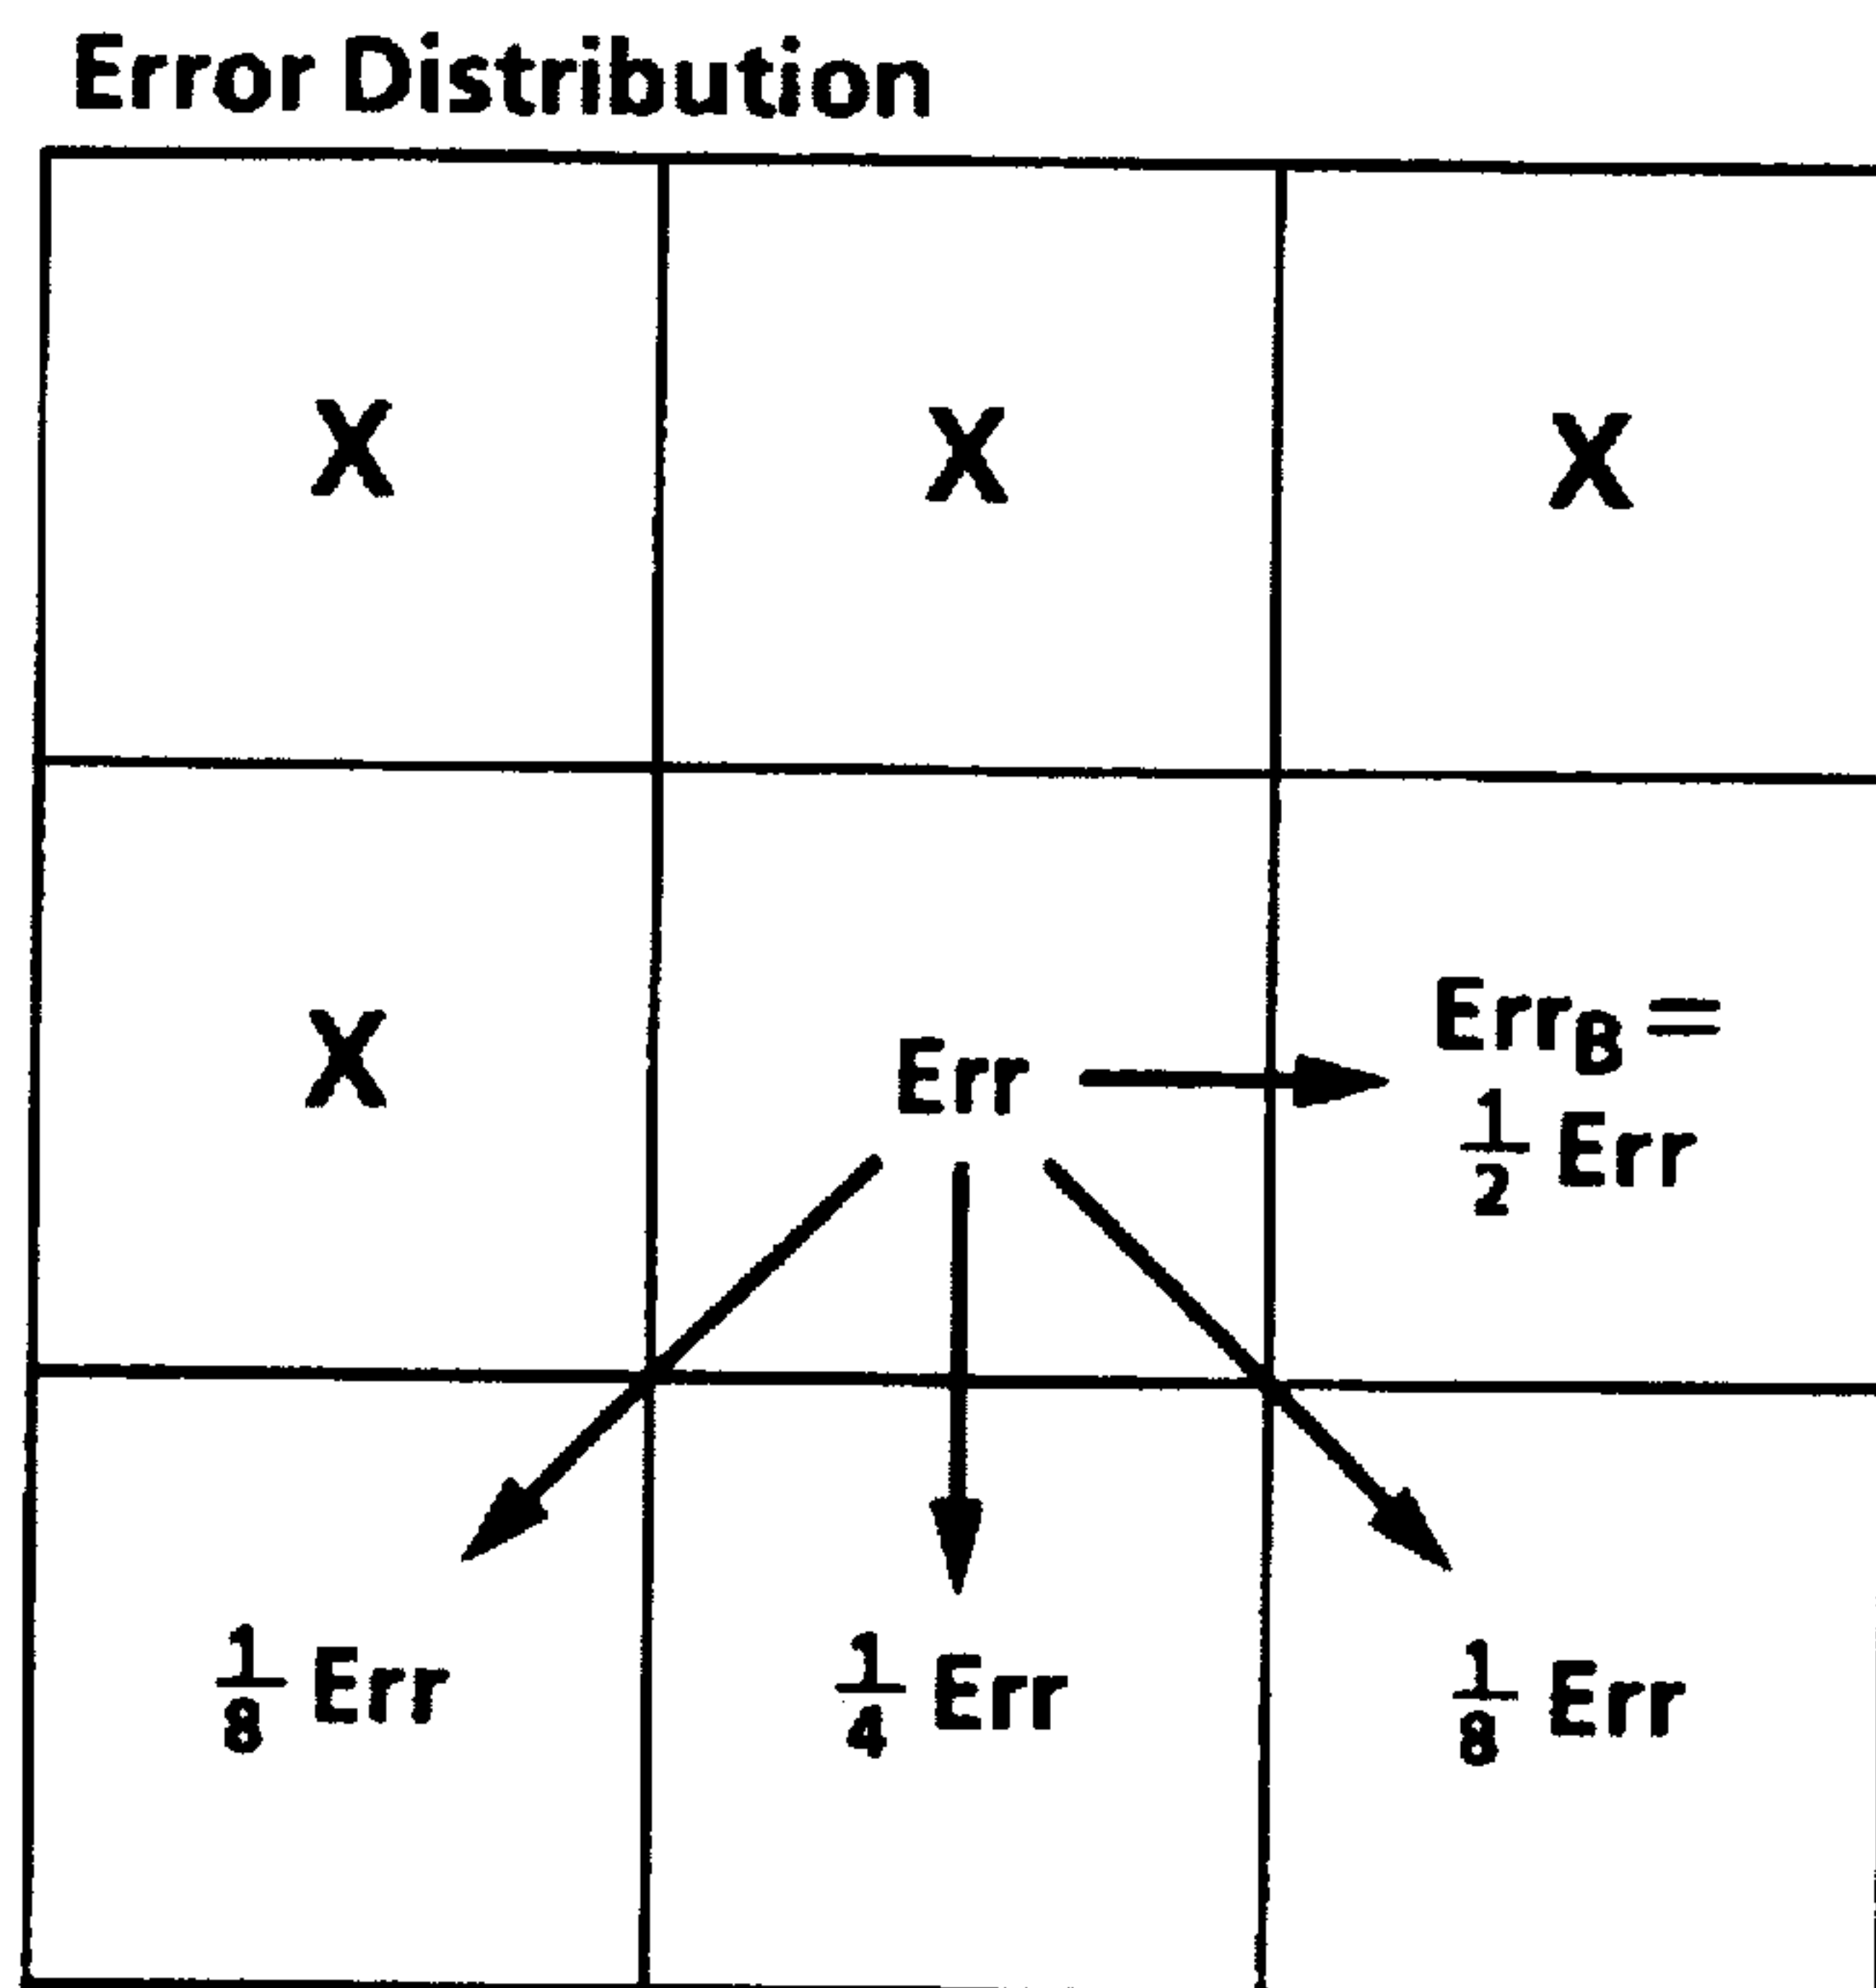 Error Distribution
X X X
X Err Err_B =
1/2 Err
1/8 Err 1/4 Err 1/8 Err